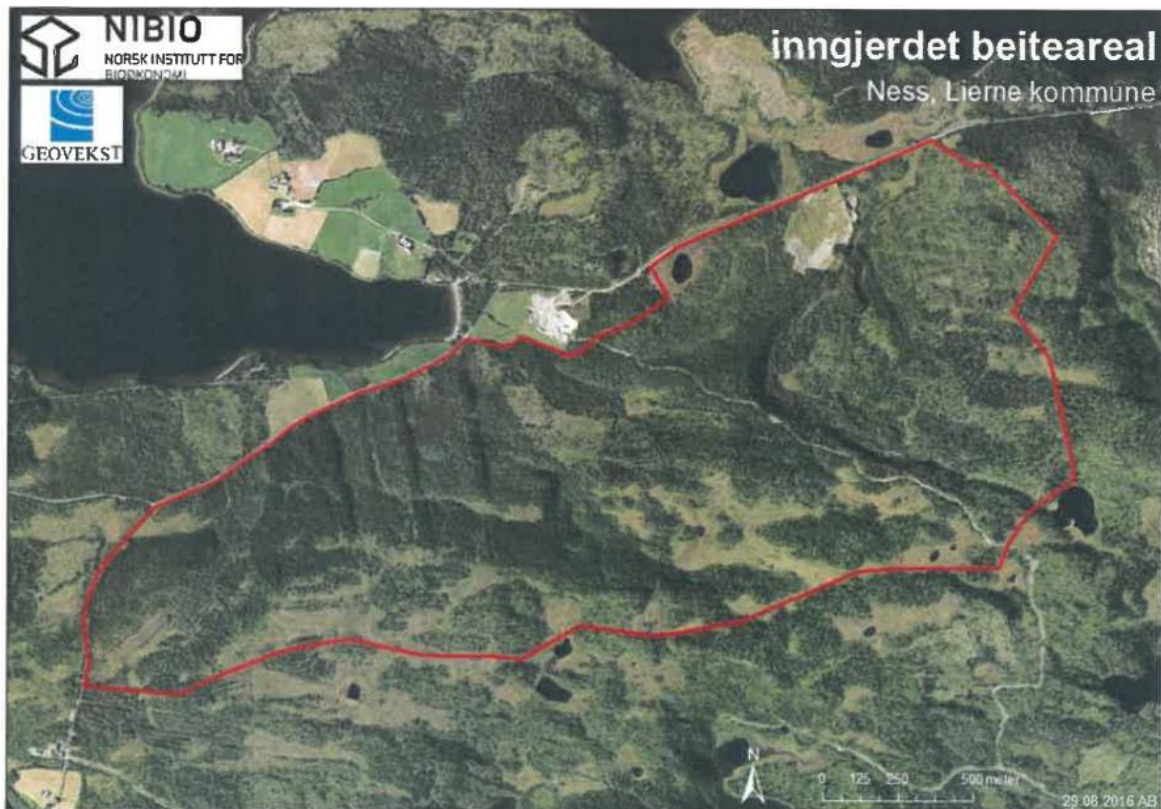 NIBIO
NORSK INSTITUTT FOR
BIOØKONOMI
GEOVEKST
inngjerdet beiteareal
Ness, Lierne kommune
N
0 125 250 500 meter
29.08.2016 AB